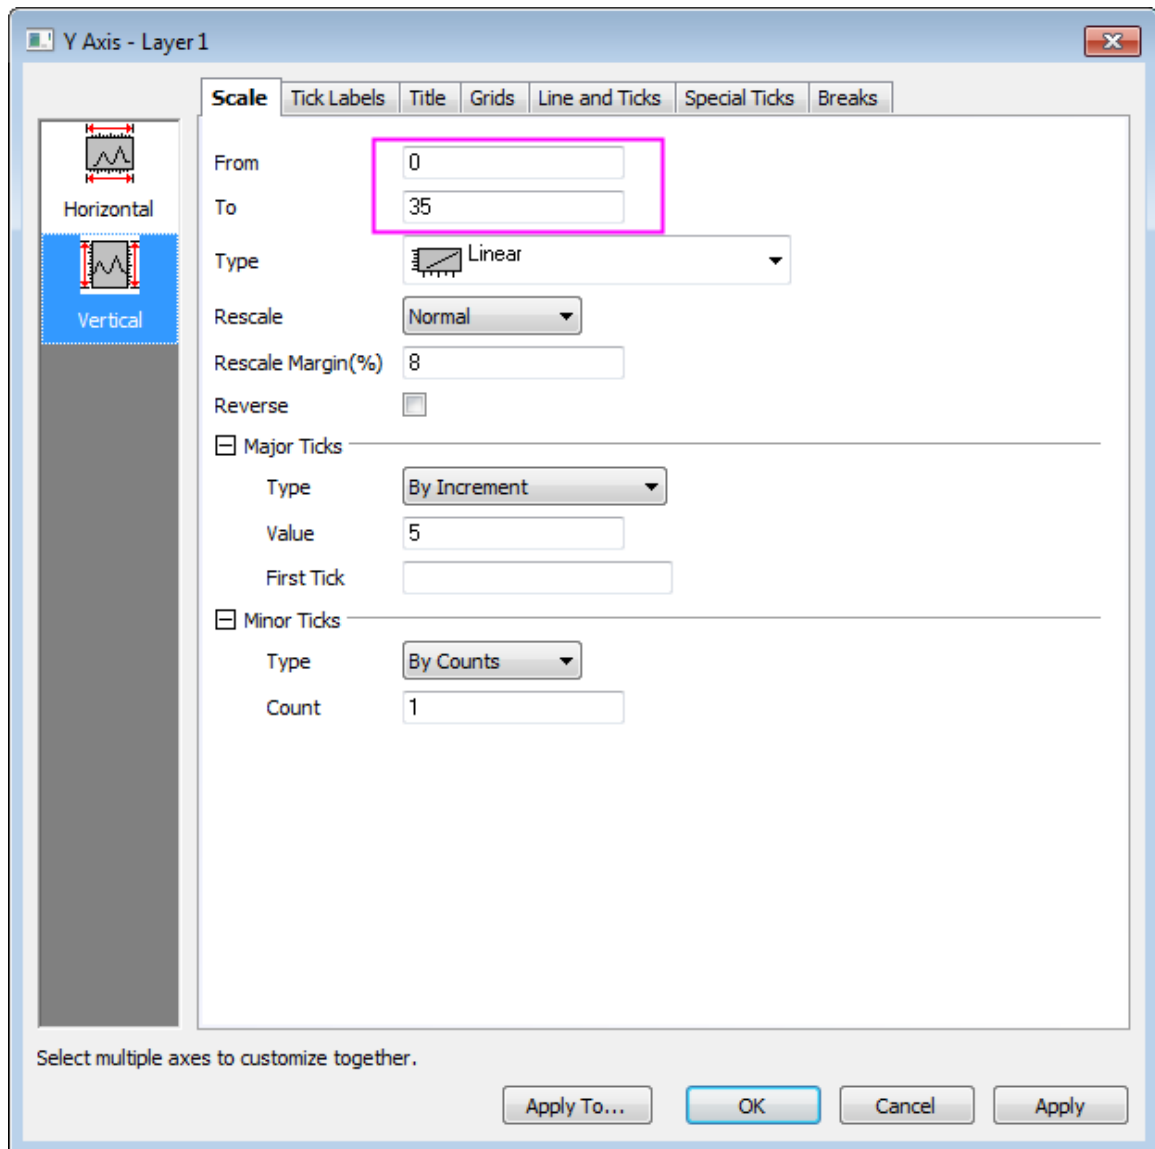 Y Axis - Layer 1
Scale Tick Labels Title Grids Line and Ticks Special Ticks Breaks
Horizontal
Vertical
From 0
To 35
Type Linear
Rescale Normal
Rescale Margin(%) 8
Reverse
Major Ticks
Type By Increment
Value 5
First Tick
Minor Ticks
Type By Counts
Count 1
Select multiple axes to customize together.
Apply To... OK Cancel Apply